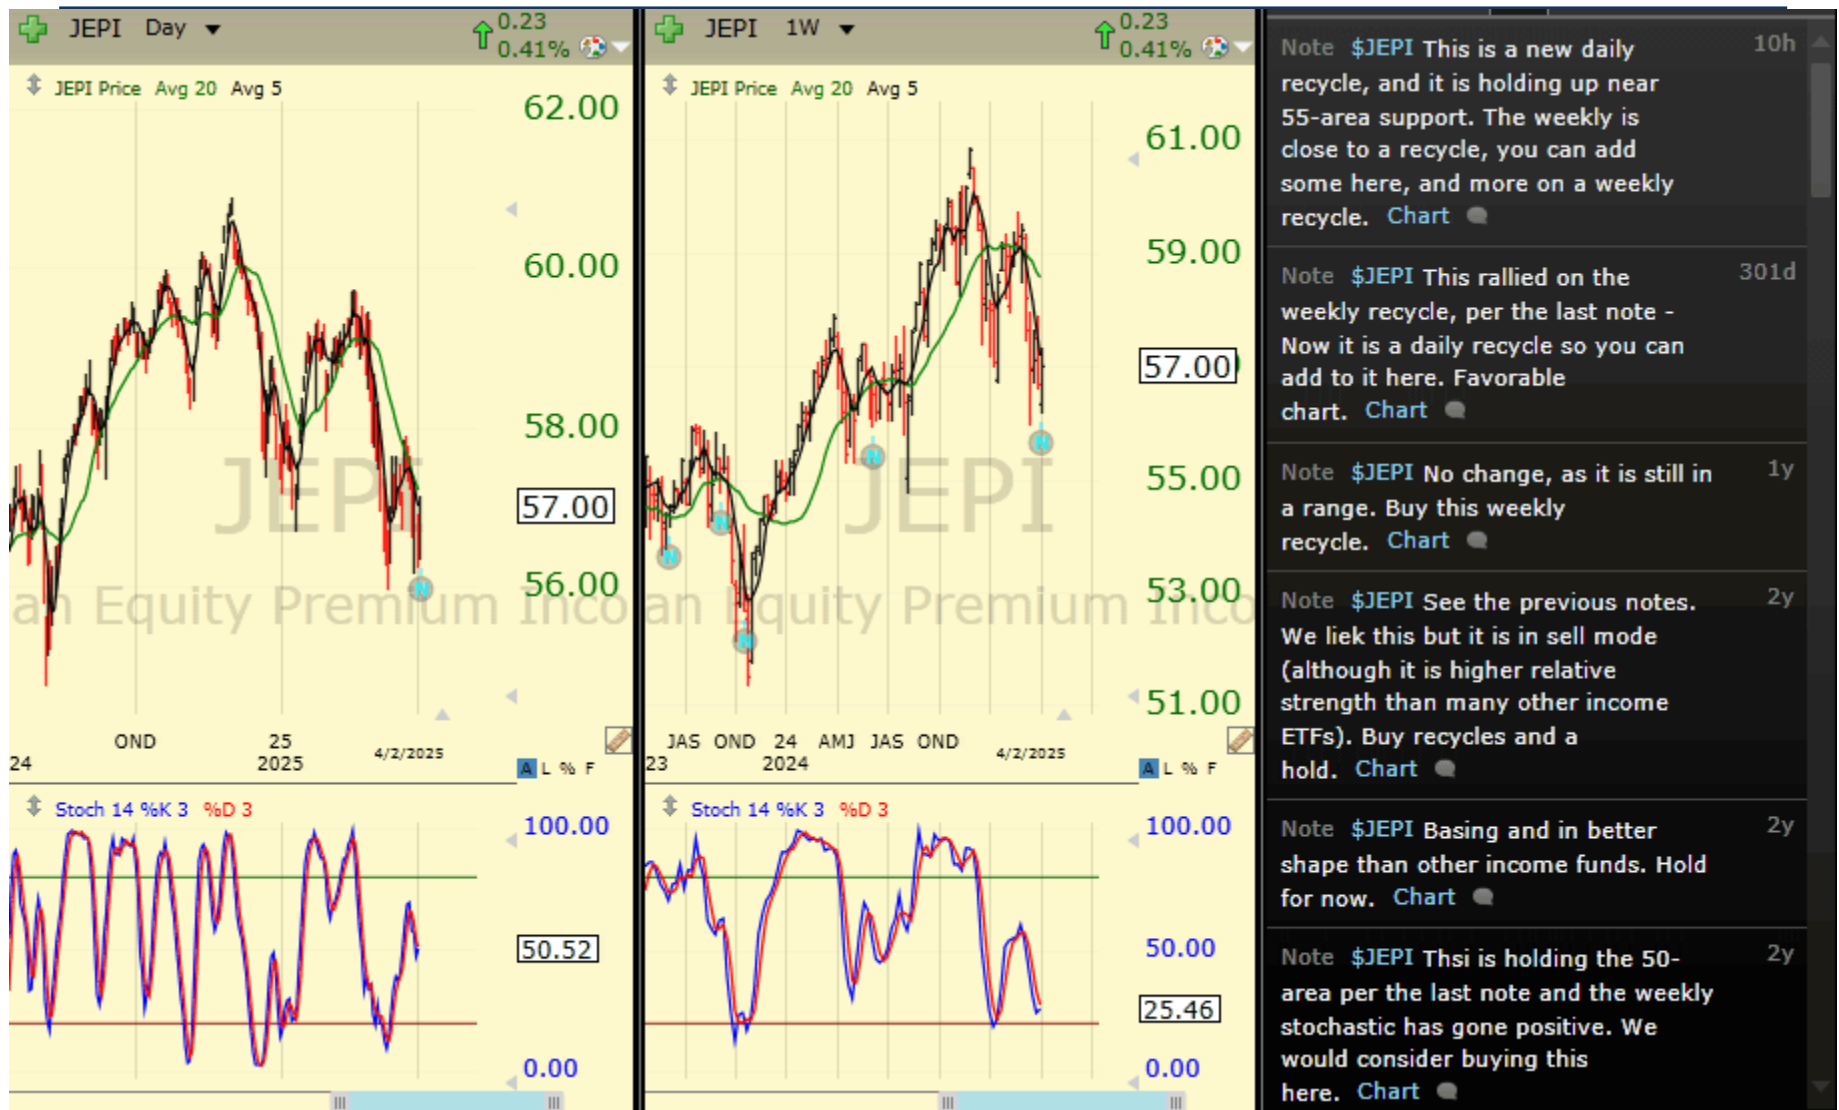 JEPI Day
0.23
0.41%
JEPI Price Avg 20 Avg 5
62.00
60.00
58.00
57.00
56.00
JEPI
an Equity Premium Inco
OND 25
24 2025 4/2/2025
A L % F
Stoch 14 %K 3 %D 3
100.00
50.52
0.00
JEPI 1W
0.23
0.41%
JEPI Price Avg 20 Avg 5
61.00
59.00
57.00
55.00
53.00
51.00
JEPI
an Equity Premium Inco
N
N
N
N
N
N
JAS OND 24 AMJ JAS OND
23 2024 4/2/2025
A L % F
Stoch 14 %K 3 %D 3
100.00
50.00
25.46
0.00
Note $JEPI This is a new daily 10h
recycle, and it is holding up near
55-area support. The weekly is
close to a recycle, you can add
some here, and more on a weekly
recycle. Chart
Note $JEPI This rallied on the 301d
weekly recycle, per the last note -
Now it is a daily recycle so you can
add to it here. Favorable
chart. Chart
Note $JEPI No change, as it is still in 1y
a range. Buy this weekly
recycle. Chart
Note $JEPI See the previous notes. 2y
We liek this but it is in sell mode
(although it is higher relative
strength than many other income
ETFs). Buy recycles and a
hold. Chart
Note $JEPI Basing and in better 2y
shape than other income funds. Hold
for now. Chart
Note $JEPI Thsi is holding the 50- 2y
area per the last note and the weekly
stochastic has gone positive. We
would consider buying this
here. Chart